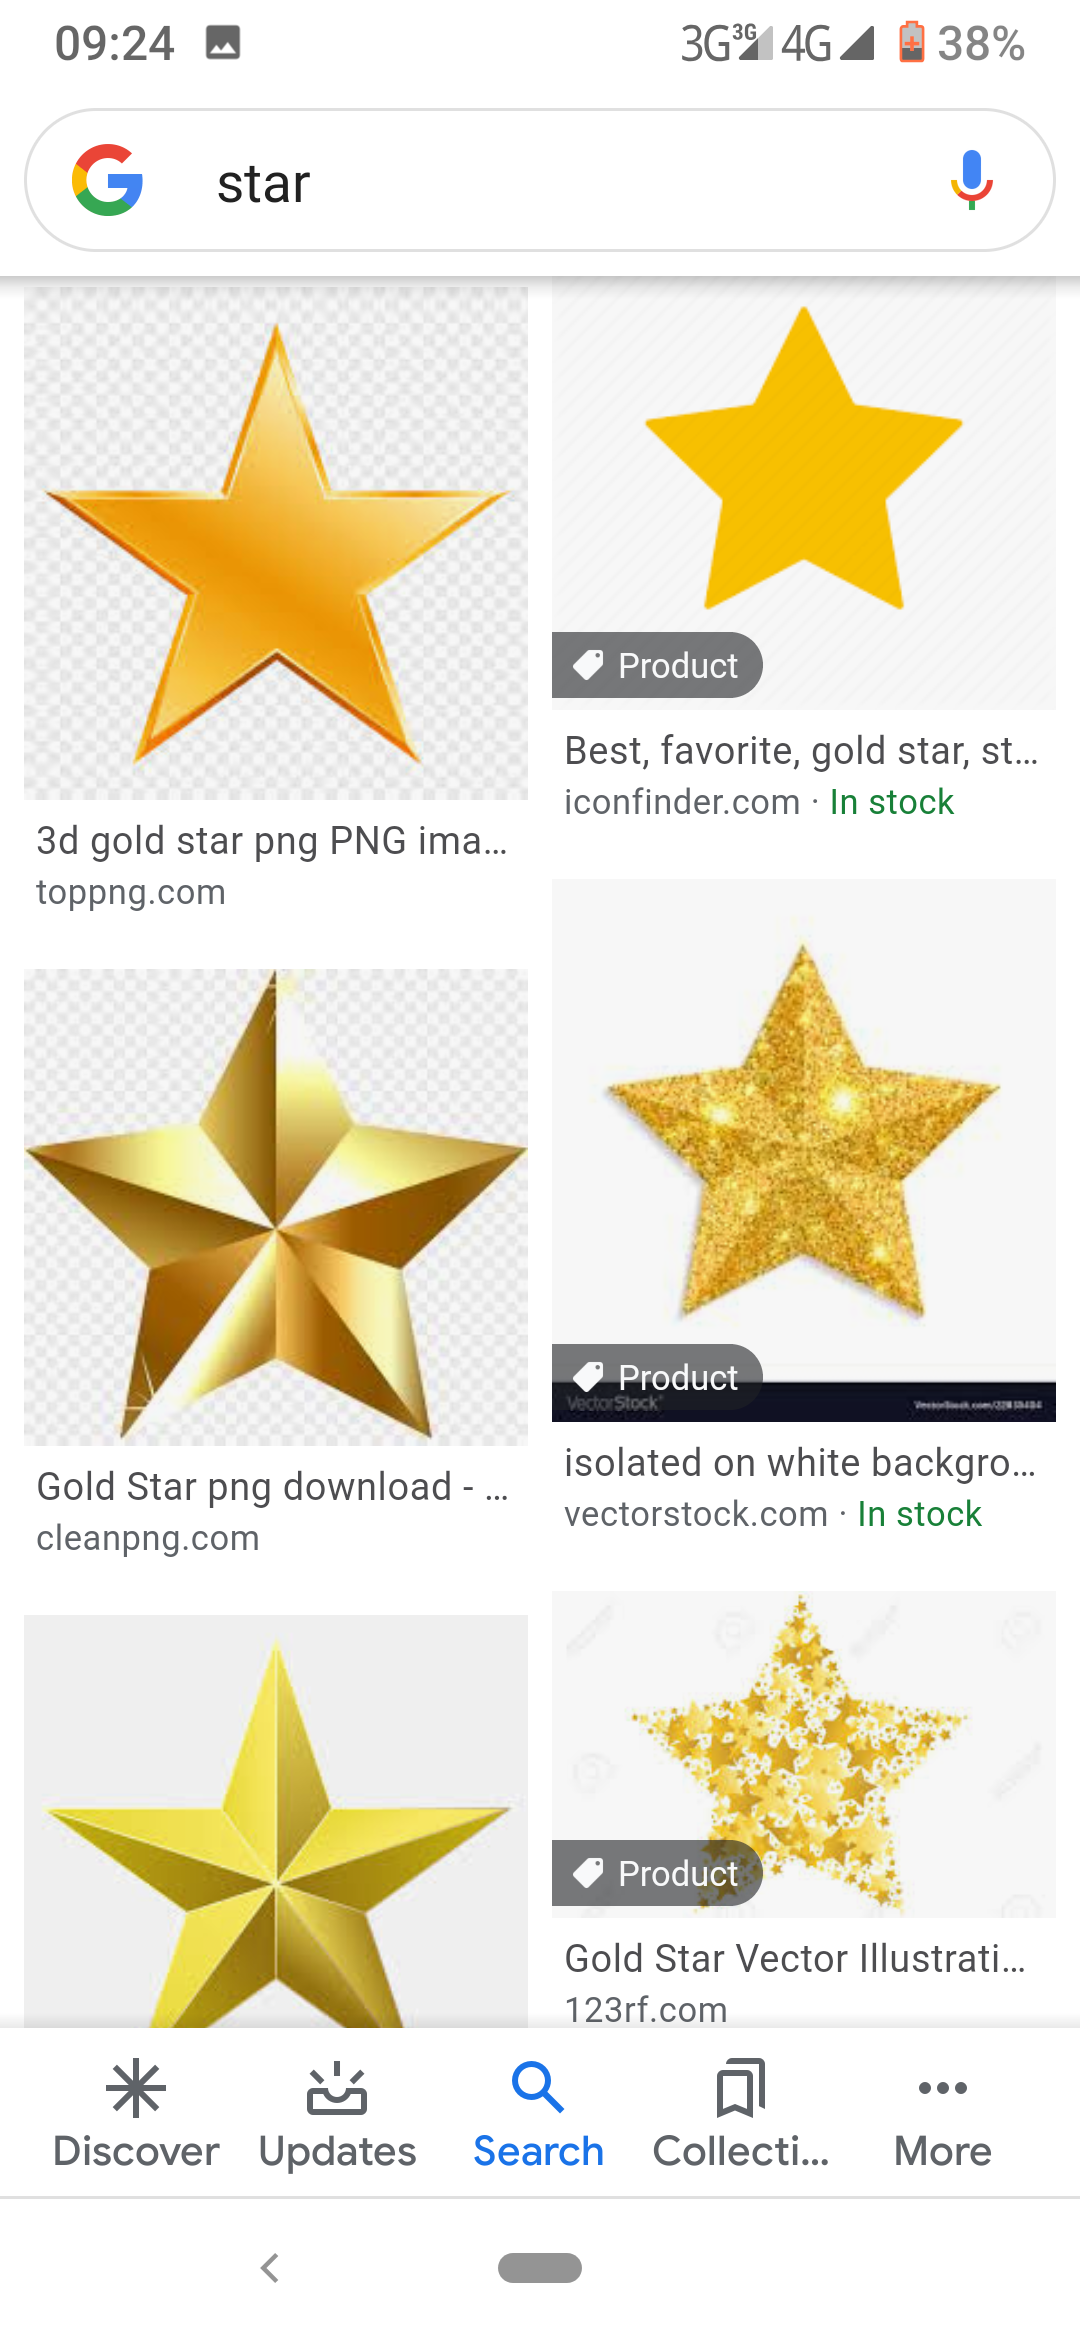 09:24
3G 3G 4G 38%
star
3d gold star png PNG ima...
toppng.com
Product
Best, favorite, gold star, st...
iconfinder.com · In stock
Gold Star png download - ...
cleanpng.com
Product
VectorStock
isolated on white backgro...
vectorstock.com · In stock
Product
Gold Star Vector Illustrati...
123rf.com
Discover
Updates
Search
Collecti...
More